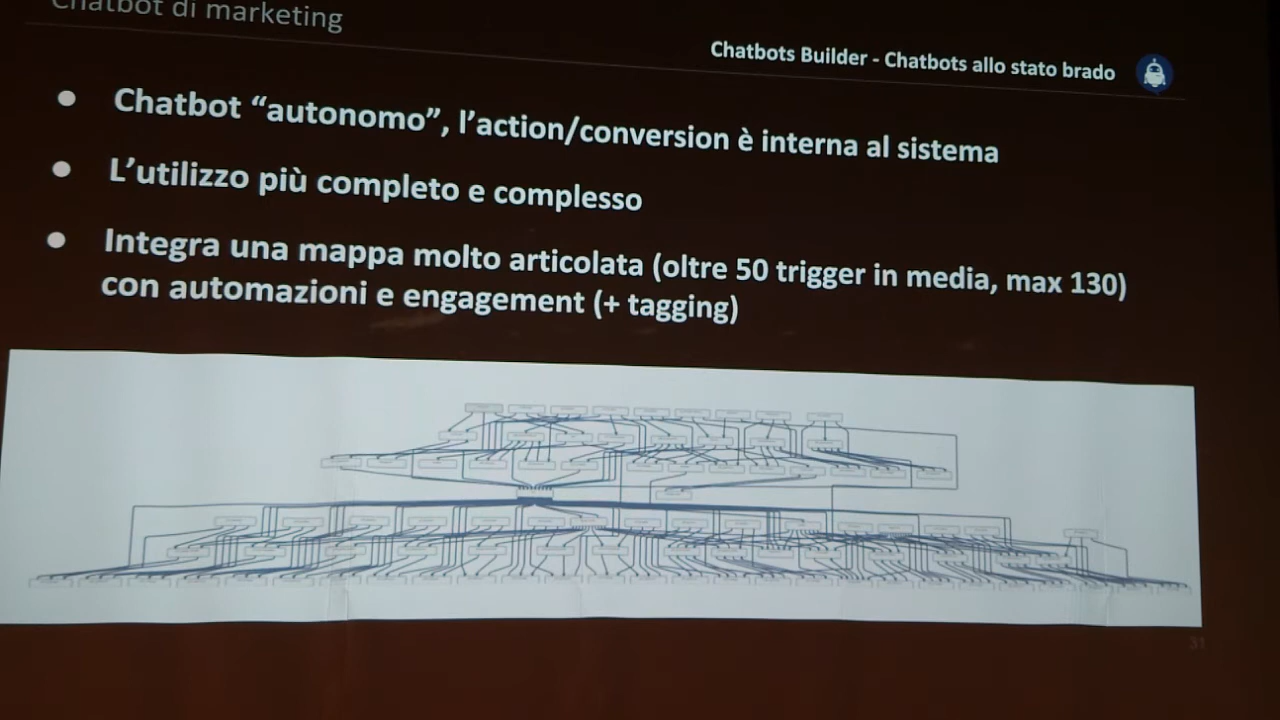 Chatbot di marketing
Chatbots Builder - Chatbots allo stato brado
● Chatbot “autonomo”, l’action/conversion è interna al sistema
● L’utilizzo più completo e complesso
● Integra una mappa molto articolata (oltre 50 trigger in media, max 130)
con automazioni e engagement (+ tagging)
31